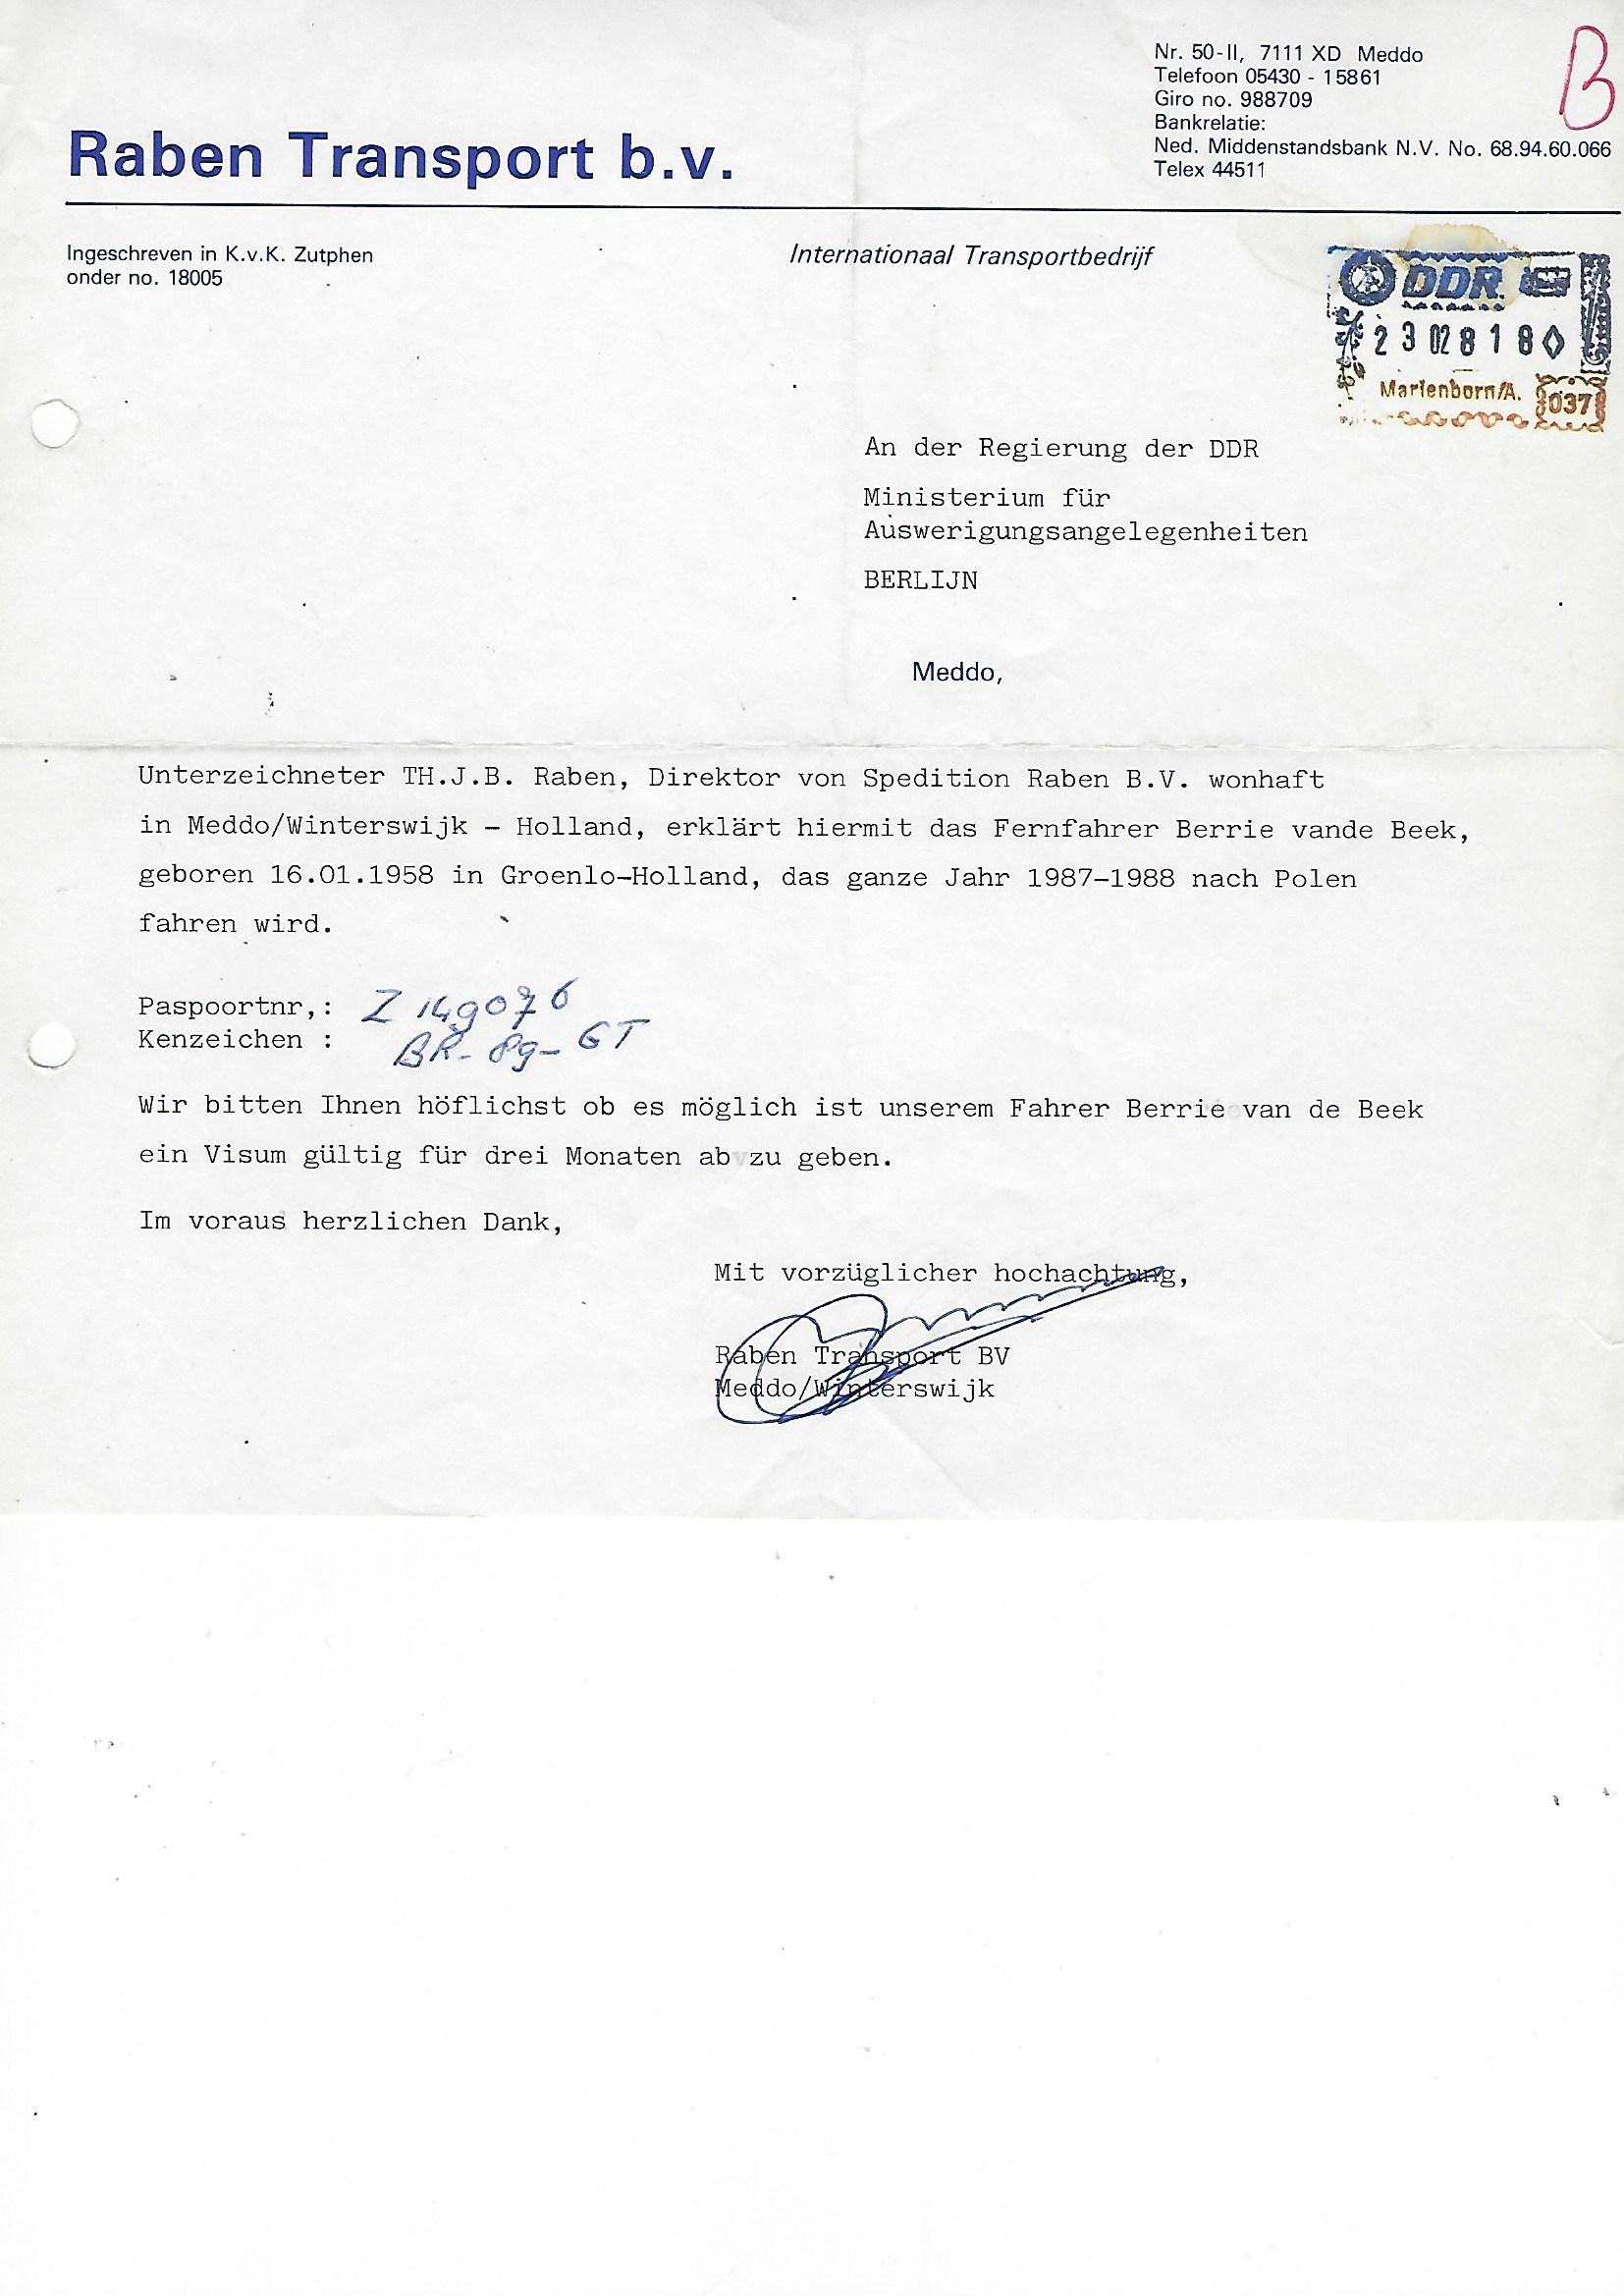 B
Nr. 50-II, 7111 XD Meddo
Telefoon 05430 - 15861
Giro no. 988709
Bankrelatie:
Ned. Middenstandsbank N.V. No. 68.94.60.066
Telex 44511
Raben Transport b.v.
Ingeschreven in K.v.K. Zutphen
onder no. 18005
Internationaal Transportbedrijf
DDR
23 02 8 18
Marienborn/A. 037
An der Regierung der DDR
Ministerium für
Auswerigungsangelegenheiten
BERLIJN
Meddo,
Unterzeichneter TH.J.B. Raben, Direktor von Spedition Raben B.V. wonhaft
in Meddo/Winterswijk - Holland, erklärt hiermit das Fernfahrer Berrie vande Beek,
geboren 16.01.1958 in Groenlo-Holland, das ganze Jahr 1987-1988 nach Polen
fahren wird.
Paspoortnr,: Z 149076
Kenzeichen : BR-89-GT
Wir bitten Ihnen höflichst ob es möglich ist unserem Fahrer Berrie van de Beek
ein Visum gültig für drei Monaten ab zu geben.
Im voraus herzlichen Dank,
Mit vorzüglicher hochachtung,
Raben Transport BV
Meddo/Winterswijk